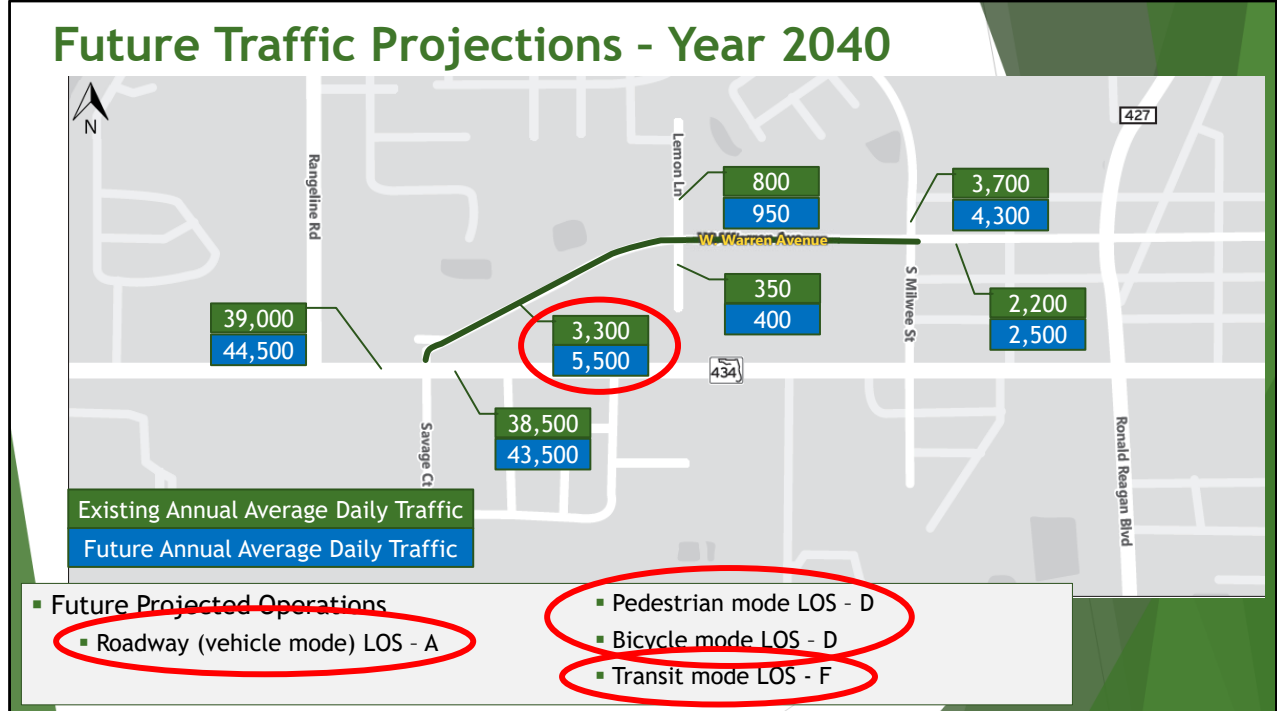 Future Traffic Projections - Year 2040
N
427
Rangeline Rd
Lemon Ln
800
950
3,700
4,300
W. Warren Avenue
S Milwee St
350
400
2,200
2,500
39,000
44,500
3,300
5,500
434
38,500
43,500
Savage Ct
Ronald Reagan Blvd
Existing Annual Average Daily Traffic
Future Annual Average Daily Traffic
▪ Future Projected Operations
▪ Roadway (vehicle mode) LOS - A
▪ Pedestrian mode LOS - D
▪ Bicycle mode LOS - D
▪ Transit mode LOS - F